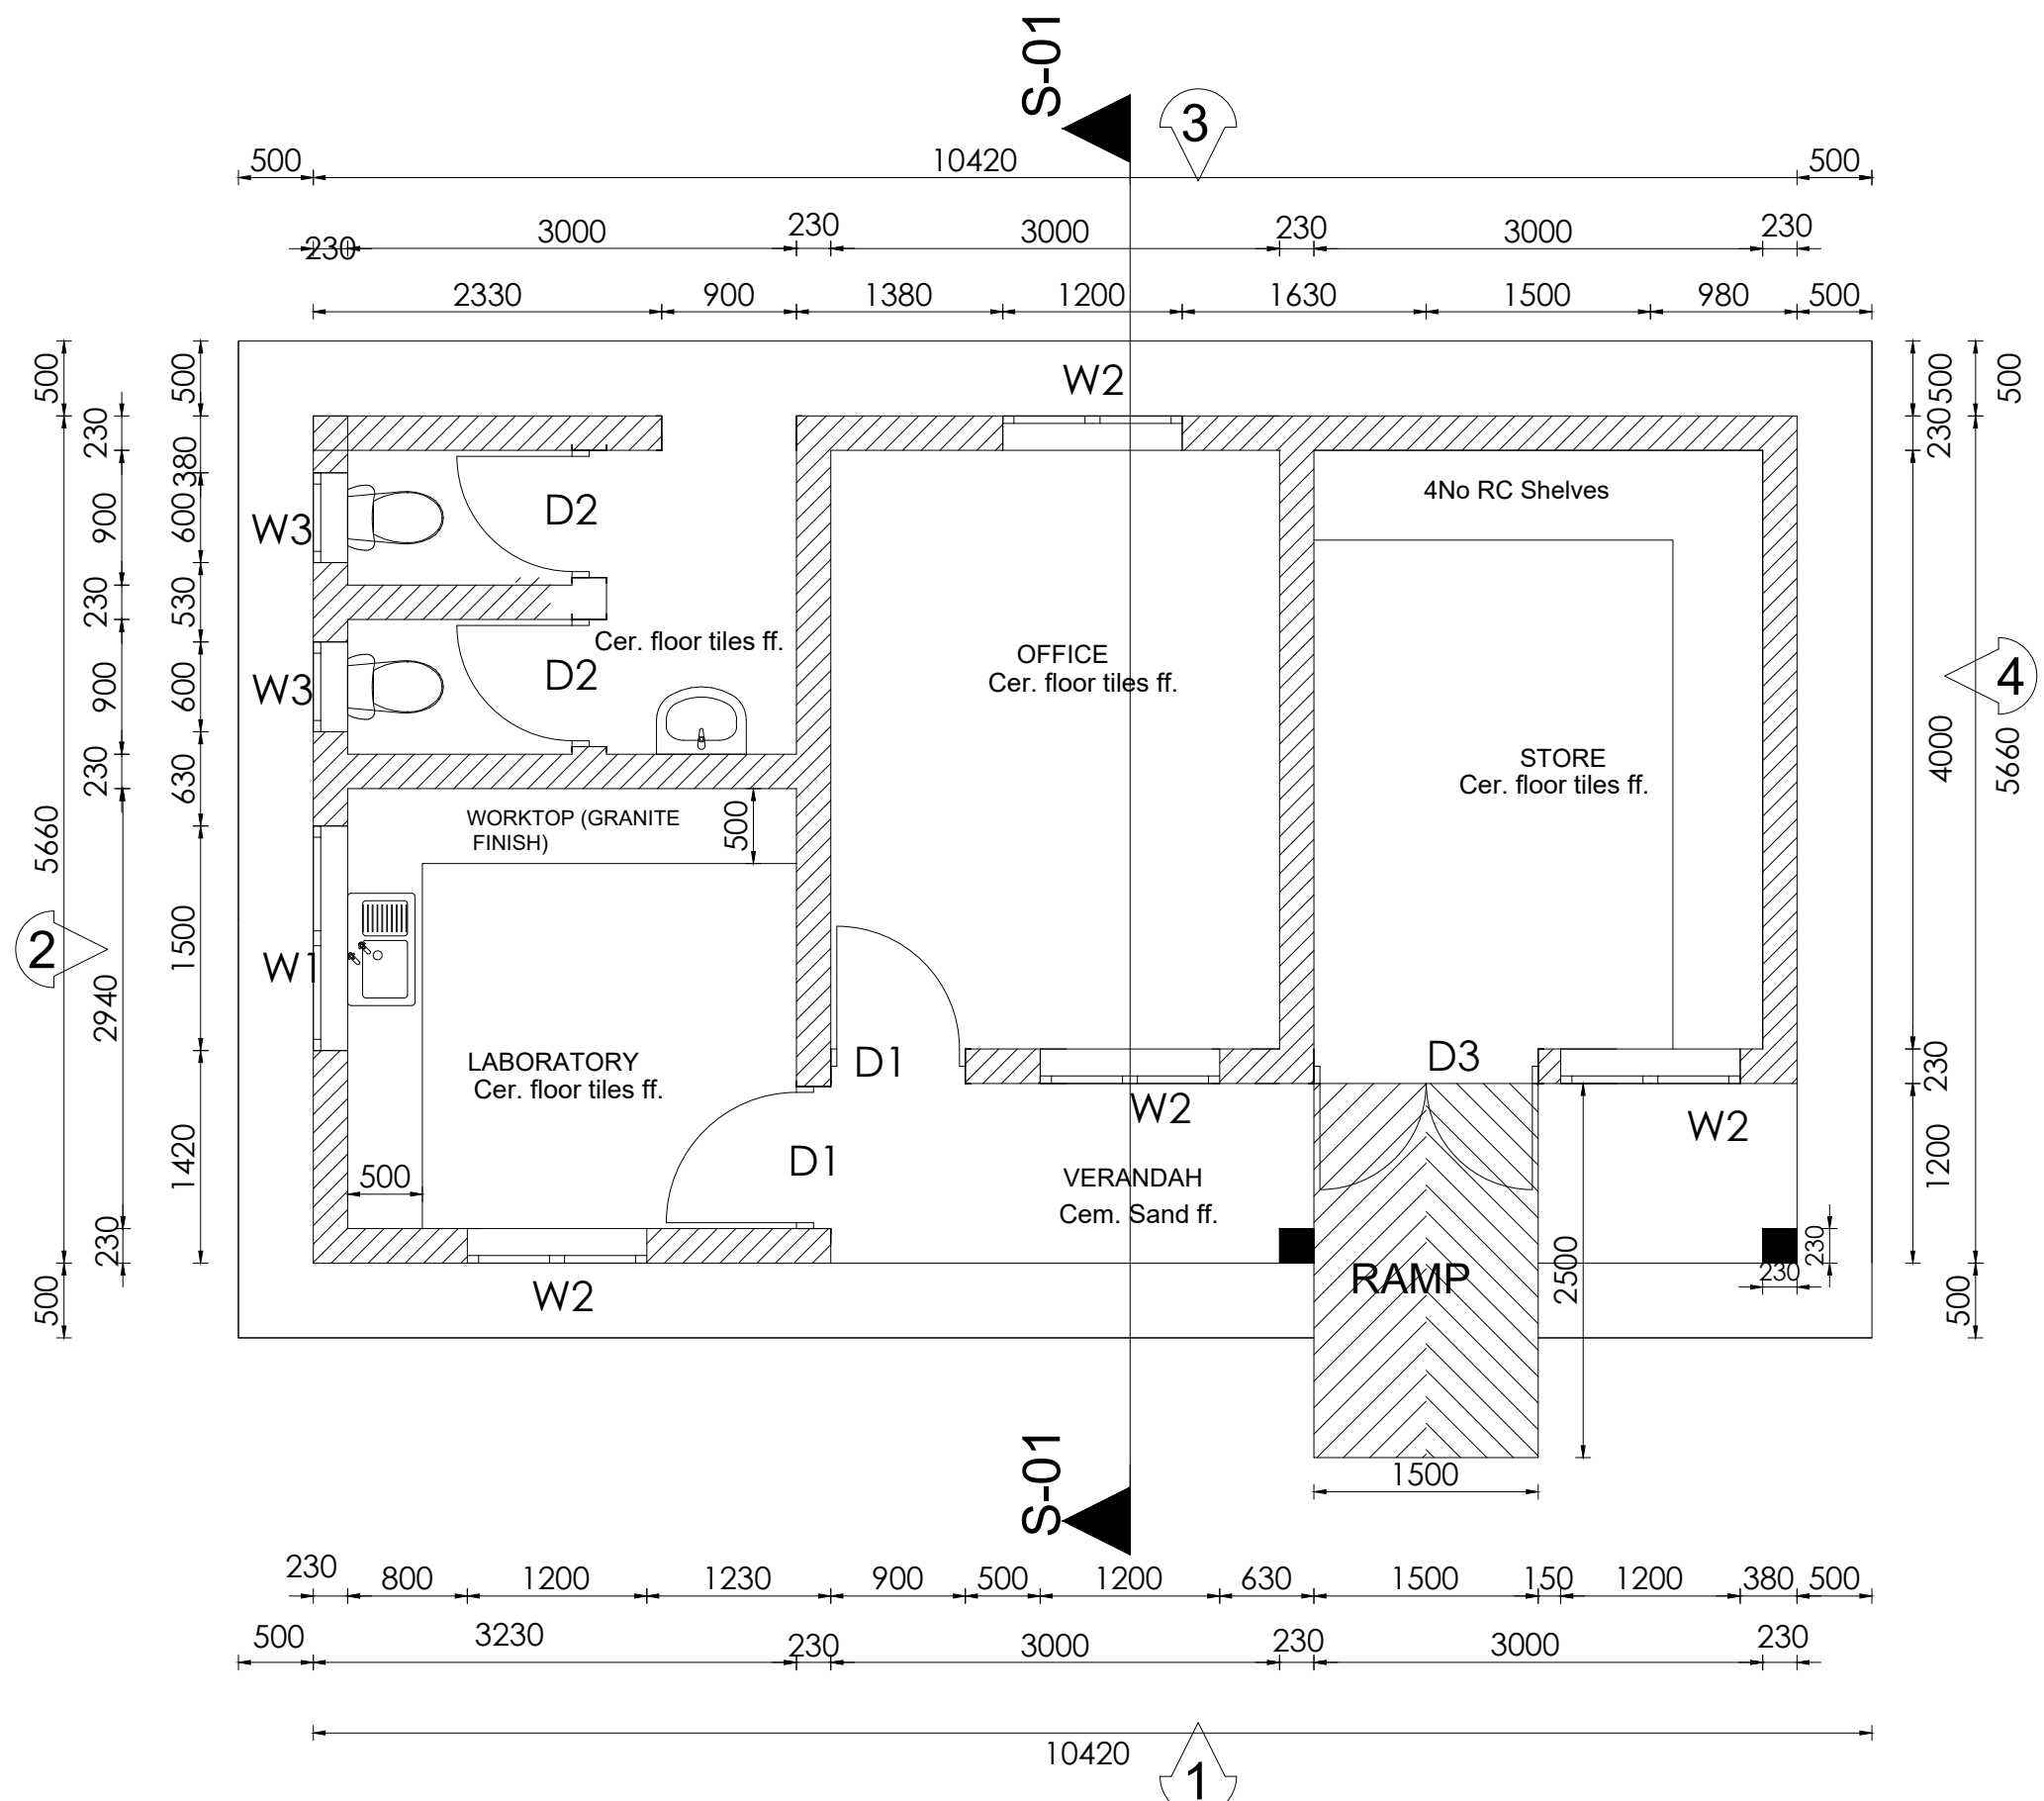 S-01
3
500 10420 500
230 3000 230 3000 230 3000 230
2330 900 1380 1200 1630 1500 980 500
W2
500 500 500 500
230 380 230
4No RC Shelves
W3 D2
900 600
230 530
Cer. floor tiles ff.
OFFICE
Cer. floor tiles ff.
W3 D2
900 600
4
230 630
4000 5660
STORE
Cer. floor tiles ff.
WORKTOP (GRANITE
FINISH)
500
5660
2
2940 1500
W1
LABORATORY
Cer. floor tiles ff.
D1
D3
230
W2
W2
D1
1420
500
VERANDAH
Cem. Sand ff.
1200
230
500
W2
RAMP
2500
230
230
500
1500
S-01
230 800 1200 1230 900 500 1200 630 1500 150 1200 380 500
500 3230 230 3000 230 3000 230
10420
1